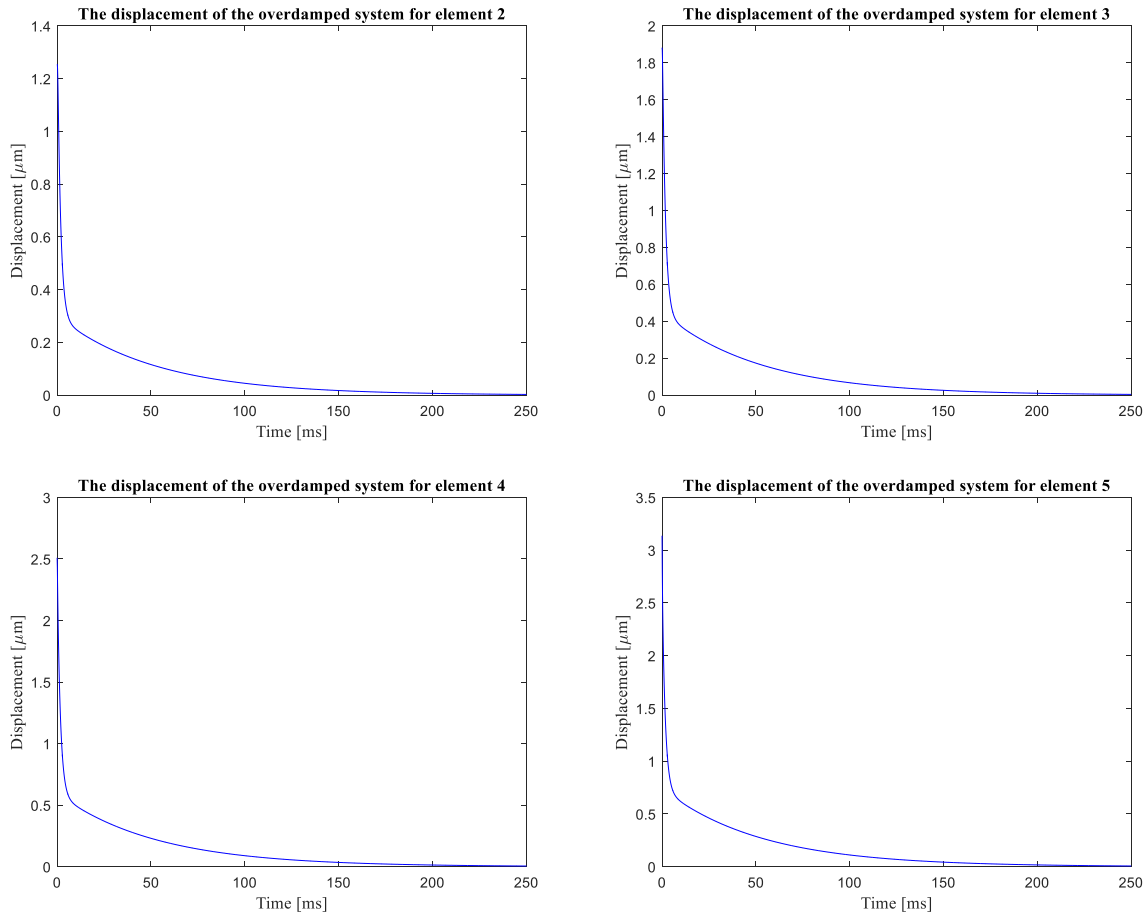 The displacement of the overdamped system for element 2
1.4
1.2
1
0.8
0.6
0.4
0.2
0
Displacement [μm]
0 50 100 150 200 250
Time [ms]
The displacement of the overdamped system for element 3
2
1.8
1.6
1.4
1.2
1
0.8
0.6
0.4
0.2
0
Displacement [μm]
0 50 100 150 200 250
Time [ms]
The displacement of the overdamped system for element 4
3
2.5
2
1.5
1
0.5
0
Displacement [μm]
0 50 100 150 200 250
Time [ms]
The displacement of the overdamped system for element 5
3.5
3
2.5
2
1.5
1
0.5
0
Displacement [μm]
0 50 100 150 200 250
Time [ms]